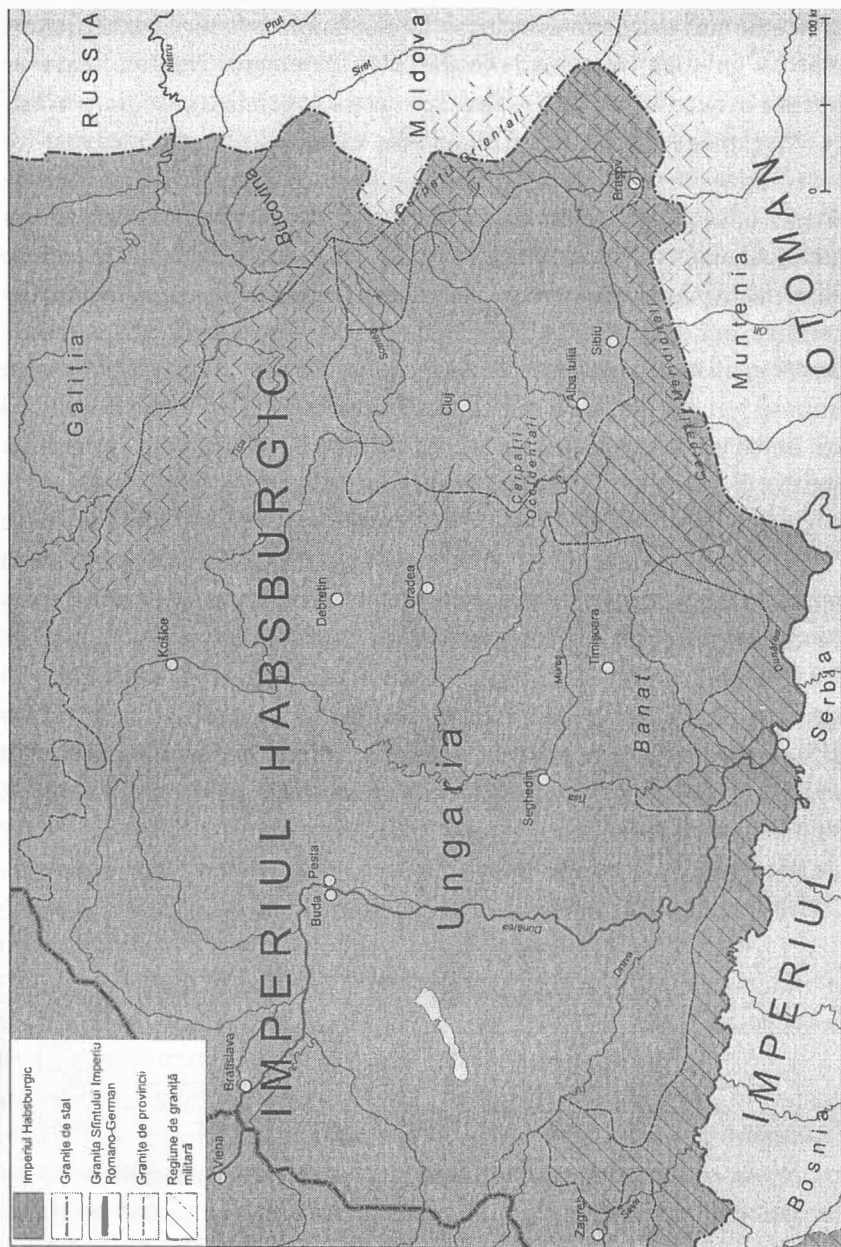 Imperiul Habsburgic
Granițe de stat
Granița Sfîntului Imperiu
Romano-German
Granițe de provincii
Regiune de graniță
militară
RUSSIA
Nistru
Prut
Siret
Moldova
Galiția
Bucovina
Carpații Orientali
IMPERIUL HABSBURGIC
Viena
Bratislava
Košice
Tisa
Someș
Buda
Pesta
Debrețin
Oradea
Cluj
Ungaria
Carpații
Occidentali
Dunărea
Seghedin
Mureș
Tisa
Timișoara
Banat
Alba Iulia
Sibiu
Brașov
Carpații Meridionali
Olt
Muntenia
Zagreb
Sava
Drava
Dunărea
Bosnia
Serbia
IMPERIUL
OTOMAN
0